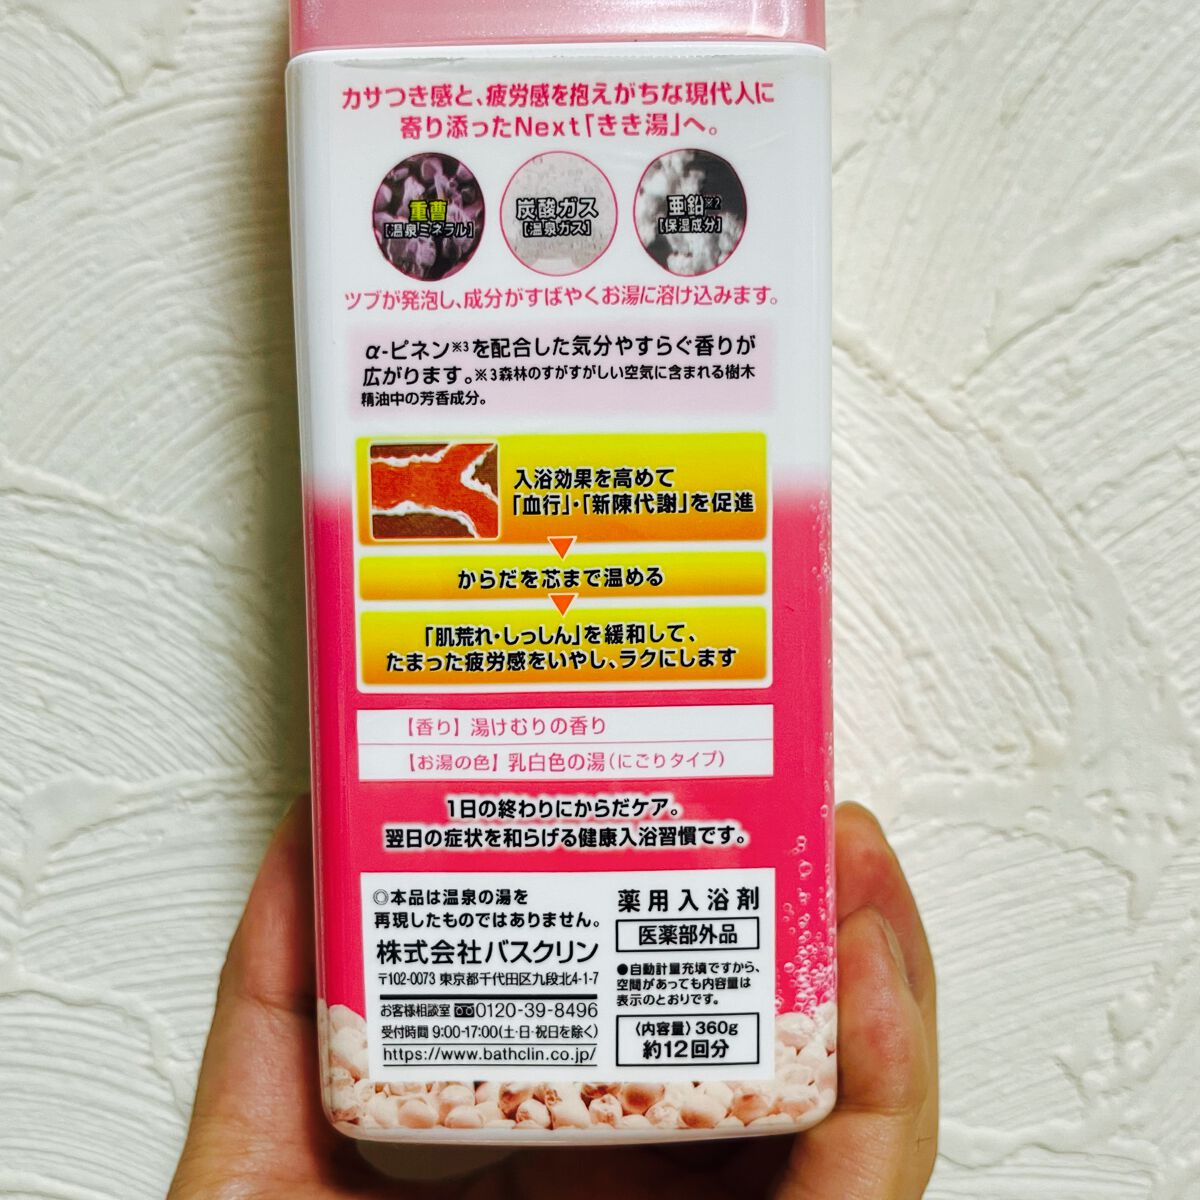 カサつき感と、疲労感を抱えがちな現代人に
寄り添ったNext「きき湯」へ。
重曹
[温泉ミネラル]
炭酸ガス
[温泉ガス]
亜鉛※2
[保湿成分]
ツブが発泡し、成分がすばやくお湯に溶け込みます。
α-ピネン※3を配合した気分やすらぐ香りが
広がります。※3森林のすがすがしい空気に含まれる樹木
精油中の芳香成分。
入浴効果を高めて
「血行」・「新陳代謝」を促進
からだを芯まで温める
「肌荒れ・しっしん」を緩和して、
たまった疲労感をいやし、ラクにします
【香り】湯けむりの香り
【お湯の色】乳白色の湯(にごりタイプ)
1日の終わりにからだケア。
翌日の症状を和らげる健康入浴習慣です。
◎本品は温泉の湯を
再現したものではありません。
株式会社バスクリン
〒102-0073 東京都千代田区九段北4-1-7
お客様相談室 0120-39-8496
受付時間 9:00-17:00(土・日・祝日を除く)
https://www.bathclin.co.jp/
薬用入浴剤
医薬部外品
●自動計量充填ですから、
空間があっても内容量は
表示のとおりです。
〈内容量〉360g
約12回分